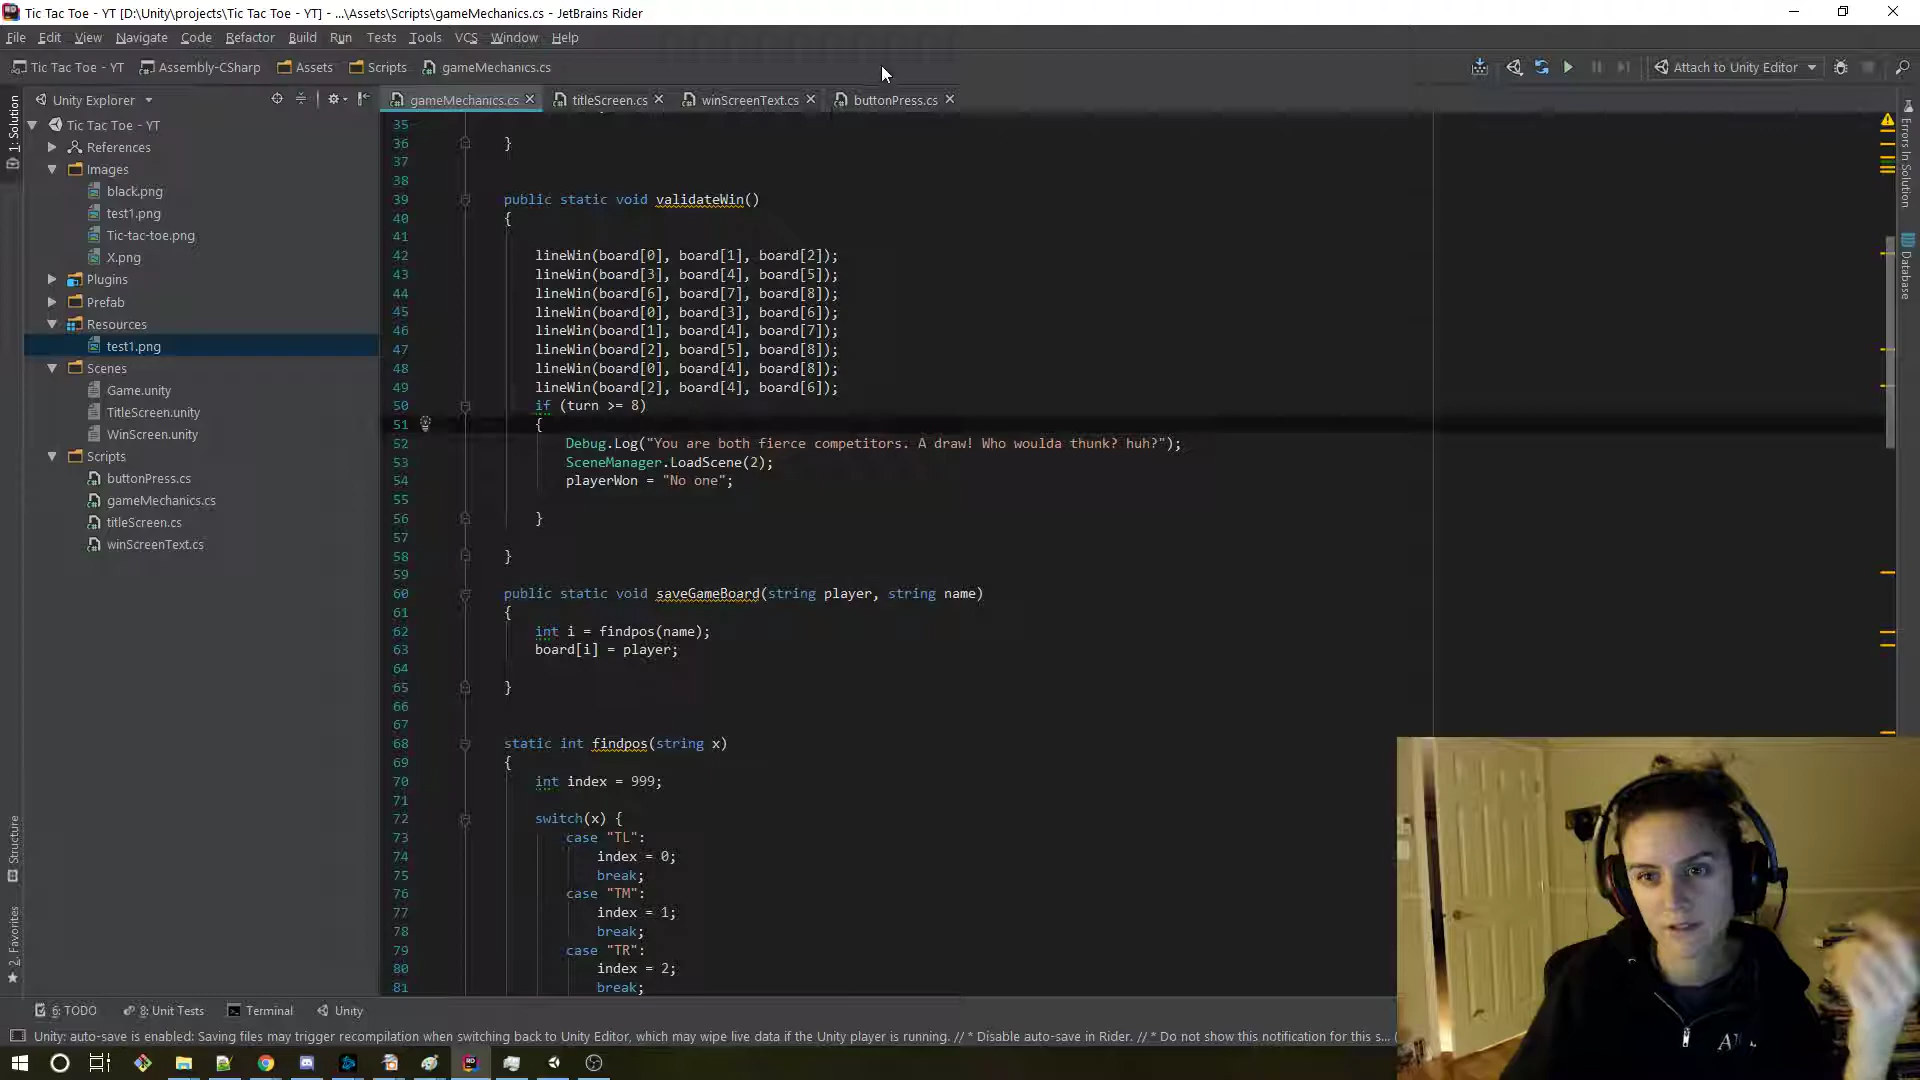 Tic Tac Toe - YT [D:\Unity\projects\Tic Tac Toe - YT] - ...\Assets\Scripts\gameMechanics.cs - JetBrains Rider
File Edit View Navigate Code Refactor Build Run Tests Tools VCS Window Help
Tic Tac Toe - YT Assembly-CSharp Assets Scripts gameMechanics.cs Attach to Unity Editor
Unity Explorer gameMechanics.cs titleScreen.cs winScreenText.cs buttonPress.cs
1: Solution
Tic Tac Toe - YT
References
Images
black.png
test1.png
Tic-tac-toe.png
X.png
Plugins
Prefab
Resources
test1.png
Scenes
Game.unity
TitleScreen.unity
WinScreen.unity
Scripts
buttonPress.cs
gameMechanics.cs
titleScreen.cs
winScreenText.cs
Structure
2: Favorites
35
36 }
37
38
39 public static void validateWin()
40 {
41
42 lineWin(board[0], board[1], board[2]);
43 lineWin(board[3], board[4], board[5]);
44 lineWin(board[6], board[7], board[8]);
45 lineWin(board[0], board[3], board[6]);
46 lineWin(board[1], board[4], board[7]);
47 lineWin(board[2], board[5], board[8]);
48 lineWin(board[0], board[4], board[8]);
49 lineWin(board[2], board[4], board[6]);
50 if (turn >= 8)
51 {
52 Debug.Log("You are both fierce competitors. A draw! Who woulda thunk? huh?");
53 SceneManager.LoadScene(2);
54 playerWon = "No one";
55
56 }
57
58 }
59
60 public static void saveGameBoard(string player, string name)
61 {
62 int i = findpos(name);
63 board[i] = player;
64
65 }
66
67
68 static int findpos(string x)
69 {
70 int index = 999;
71
72 switch(x) {
73 case "TL":
74 index = 0;
75 break;
76 case "TM":
77 index = 1;
78 break;
79 case "TR":
80 index = 2;
81 break;
Errors In Solution
Database
6: TODO 8: Unit Tests Terminal Unity
Unity: auto-save is enabled: Saving files may trigger recompilation when switching back to Unity Editor, which may wipe live data if the Unity player is running. // * Disable auto-save in Rider. // * Do not show this notification for this s...